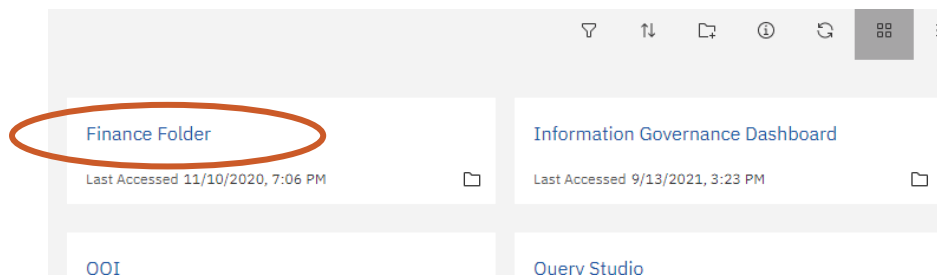 Finance Folder
Last Accessed 11/10/2020, 7:06 PM
Information Governance Dashboard
Last Accessed 9/13/2021, 3:23 PM
OOI
Query Studio